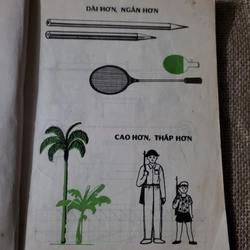 DÀI HƠN, NGẮN HƠN
CAO HƠN, THẤP HƠN